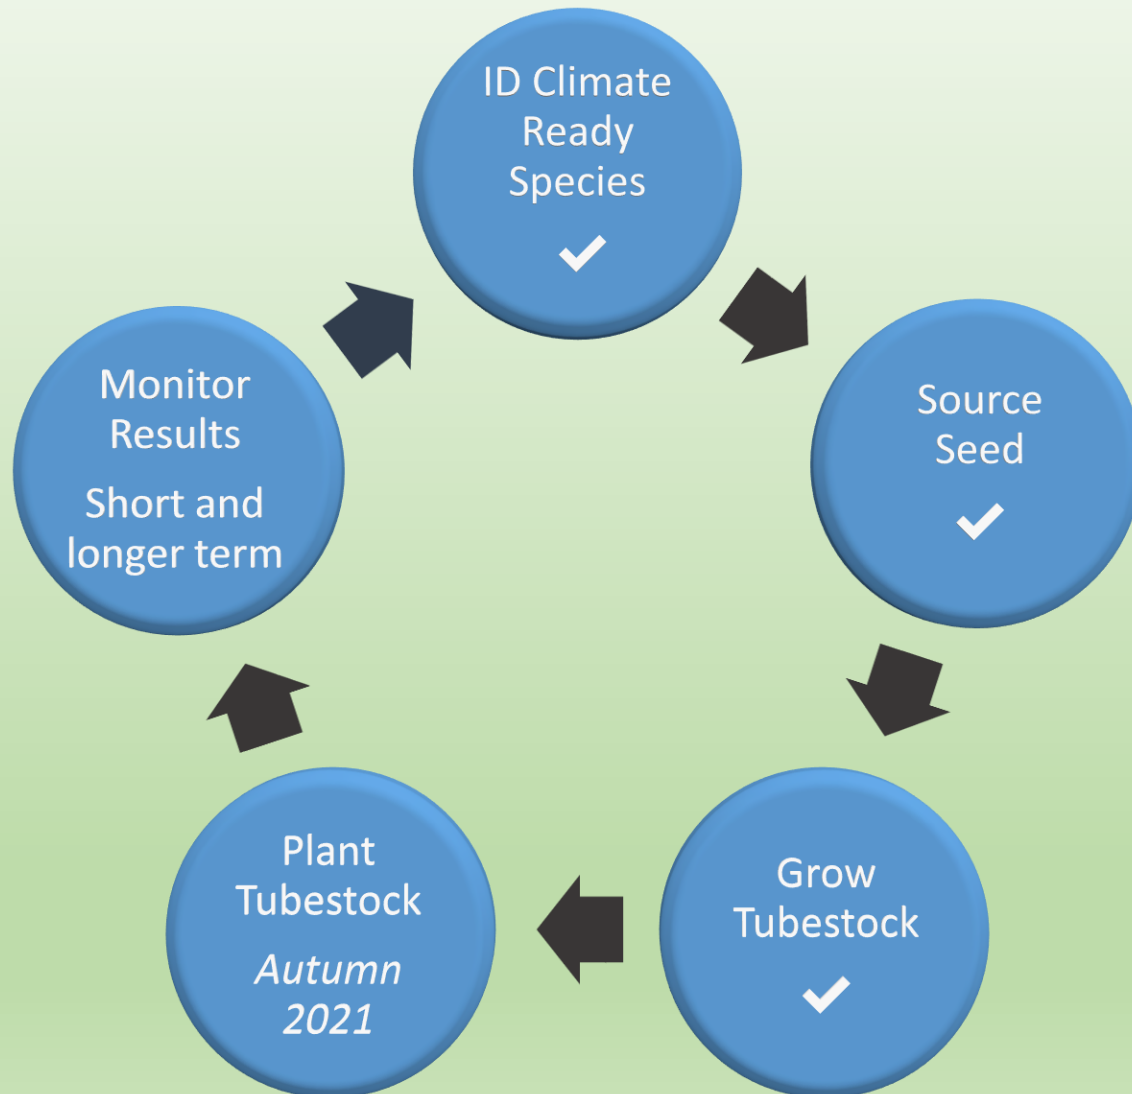 ID Climate
Ready
Species
✓
Source
Seed
✓
Grow
Tubestock
✓
Plant
Tubestock
Autumn
2021
Monitor
Results
Short and
longer term